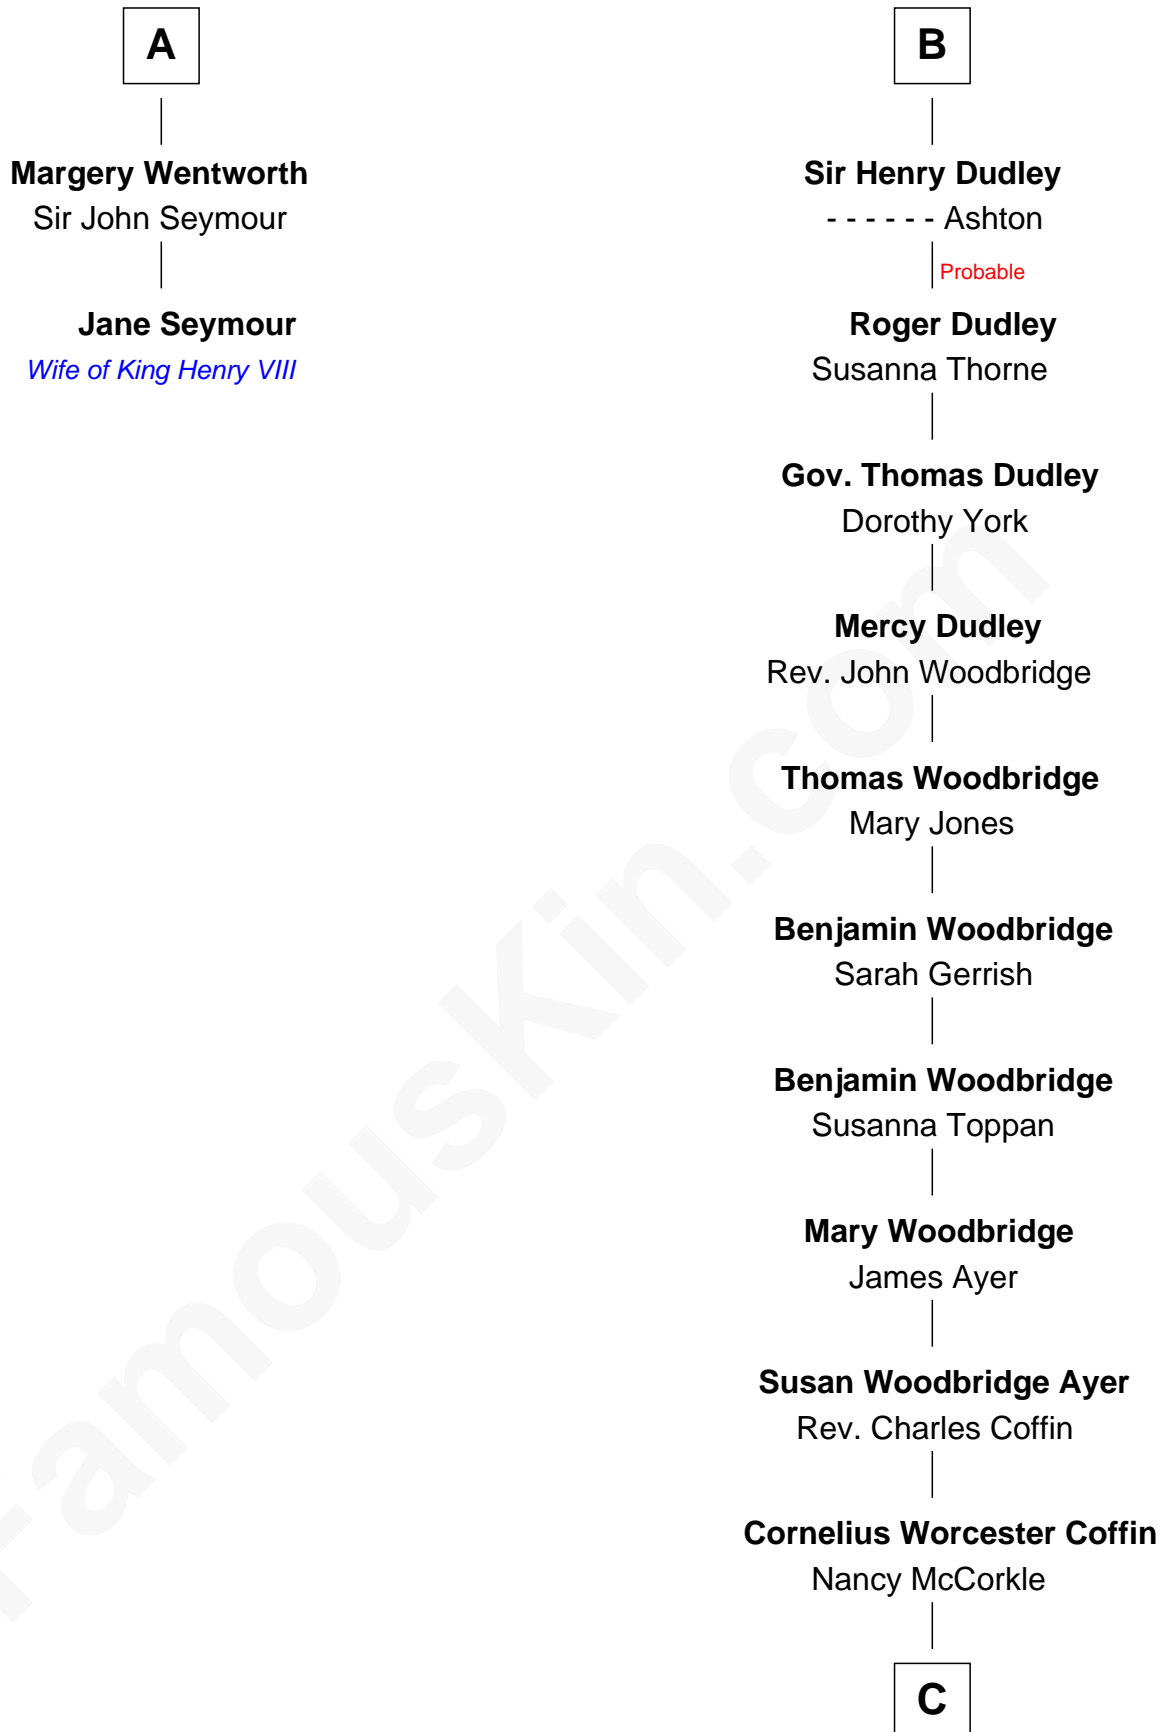 A
Margery Wentworth
Sir John Seymour
Jane Seymour
Wife of King Henry VIII
B
Sir Henry Dudley
- - - - - - Ashton
Probable
Roger Dudley
Susanna Thorne
Gov. Thomas Dudley
Dorothy York
Mercy Dudley
Rev. John Woodbridge
Thomas Woodbridge
Mary Jones
Benjamin Woodbridge
Sarah Gerrish
Benjamin Woodbridge
Susanna Toppan
Mary Woodbridge
James Ayer
Susan Woodbridge Ayer
Rev. Charles Coffin
Cornelius Worcester Coffin
Nancy McCorkle
C
FamousKin.com